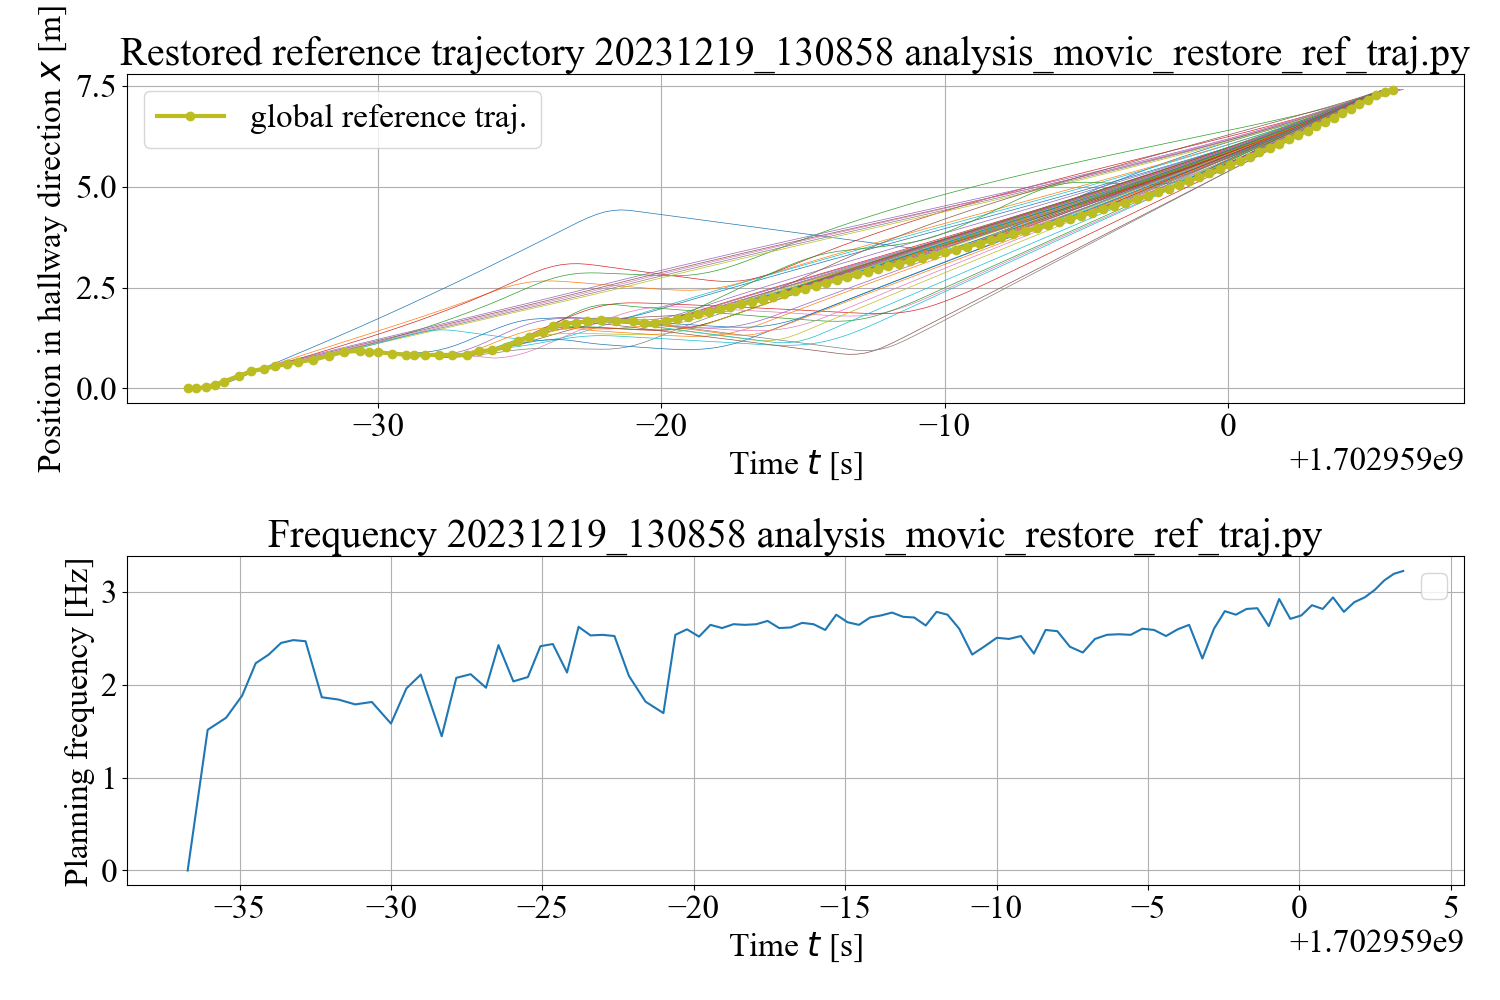 Restored reference trajectory 20231219_130858 analysis_movic_restore_ref_traj.py
Position in hallway direction x [m]
7.5
5.0
2.5
0.0
global reference traj.
−30 −20 −10 0
Time t [s]
+1.702959e9
Frequency 20231219_130858 analysis_movic_restore_ref_traj.py
Planning frequency [Hz]
3
2
1
0
−35 −30 −25 −20 −15 −10 −5 0 5
Time t [s]
+1.702959e9